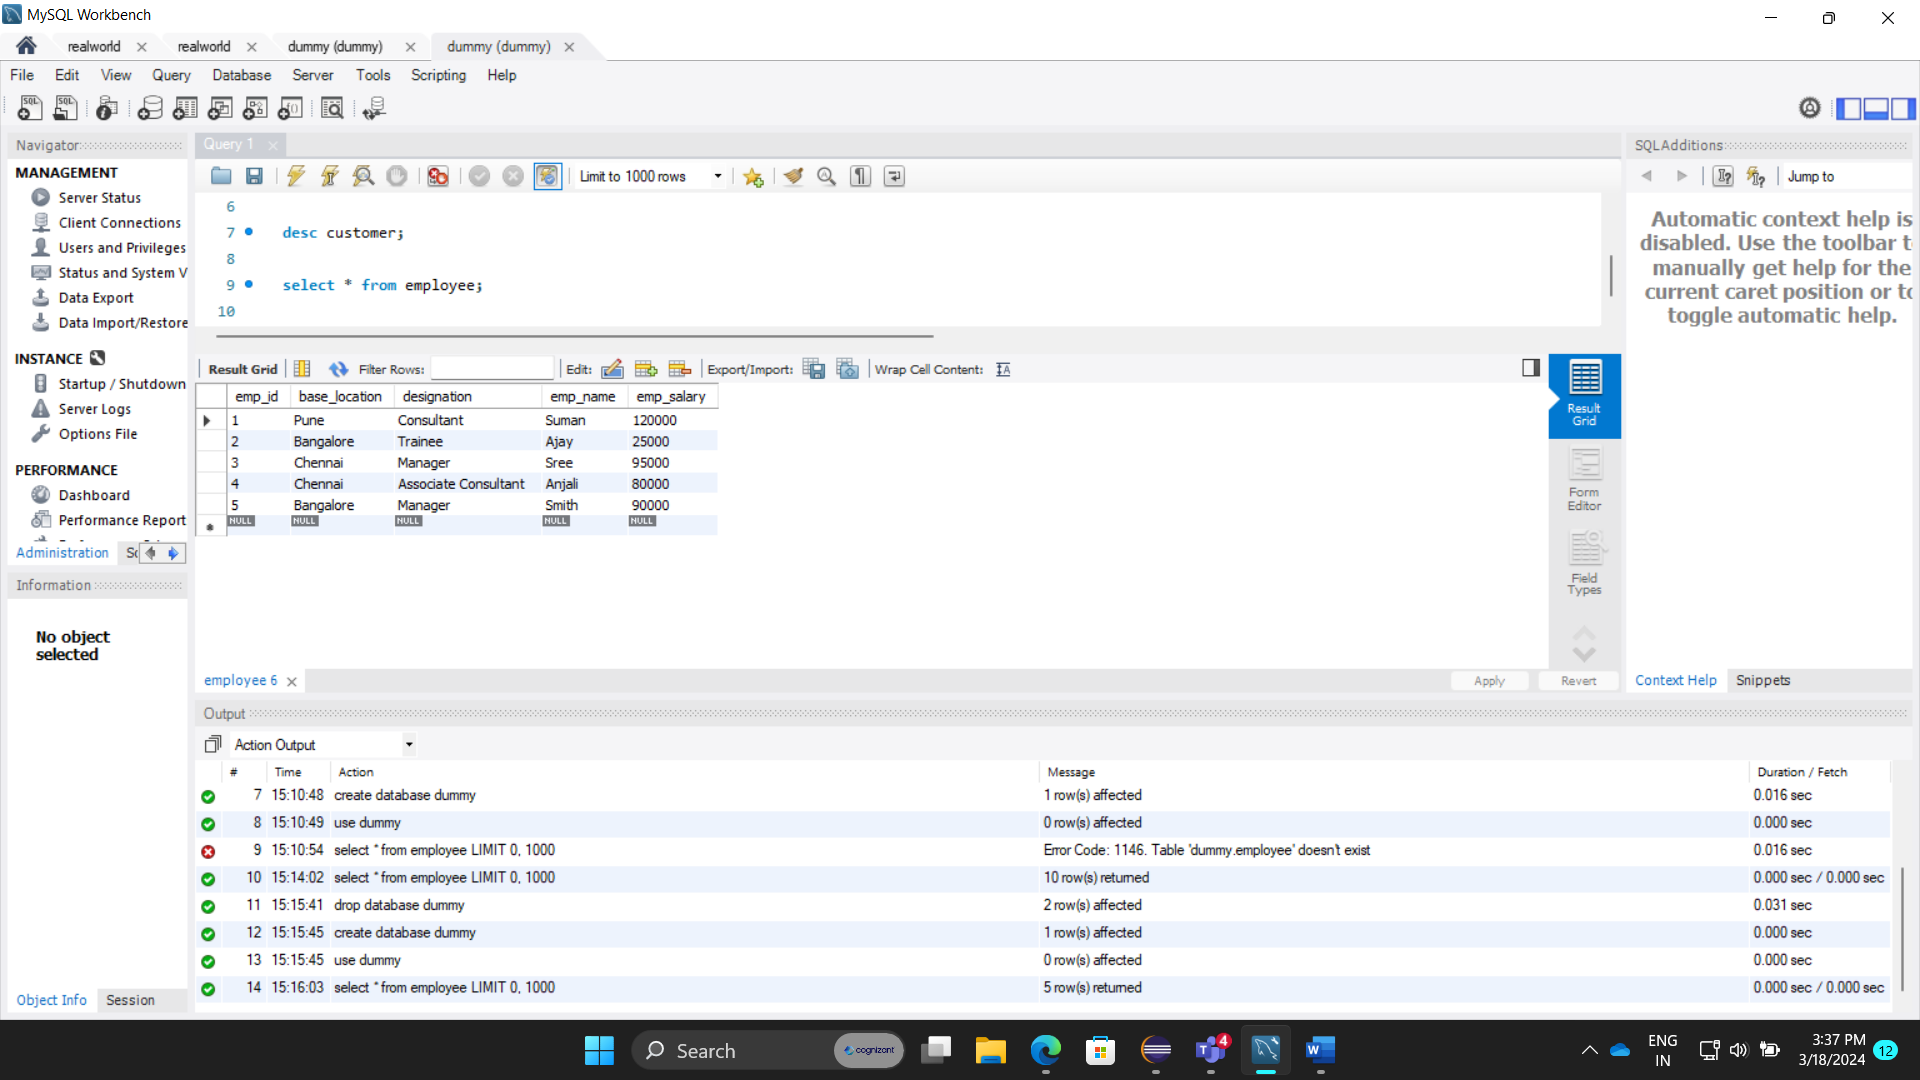 MySQL Workbench
realworld
realworld
dummy (dummy)
dummy (dummy)
File Edit View Query Database Server Tools Scripting Help
Navigator
MANAGEMENT
Server Status
Client Connections
Users and Privileges
Status and System V
Data Export
Data Import/Restore
INSTANCE
Startup / Shutdown
Server Logs
Options File
PERFORMANCE
Dashboard
Performance Report
Administration Sc
Information
No object
selected
Object Info Session
Query 1
Limit to 1000 rows
6
7 desc customer;
8
9 select * from employee;
10
Result Grid Filter Rows: Edit: Export/Import: Wrap Cell Content:
emp_id base_location designation emp_name emp_salary
1 Pune Consultant Suman 120000
2 Bangalore Trainee Ajay 25000
3 Chennai Manager Sree 95000
4 Chennai Associate Consultant Anjali 80000
5 Bangalore Manager Smith 90000
NULL NULL NULL NULL NULL
Result
Grid
Form
Editor
Field
Types
employee 6 Apply Revert
SQLAdditions
Jump to
Automatic context help is
disabled. Use the toolbar t
manually get help for the
current caret position or to
toggle automatic help.
Context Help Snippets
Output
Action Output
# Time Action Message Duration / Fetch
7 15:10:48 create database dummy 1 row(s) affected 0.016 sec
8 15:10:49 use dummy 0 row(s) affected 0.000 sec
9 15:10:54 select * from employee LIMIT 0, 1000 Error Code: 1146. Table 'dummy.employee' doesn't exist 0.016 sec
10 15:14:02 select * from employee LIMIT 0, 1000 10 row(s) returned 0.000 sec / 0.000 sec
11 15:15:41 drop database dummy 2 row(s) affected 0.031 sec
12 15:15:45 create database dummy 1 row(s) affected 0.000 sec
13 15:15:45 use dummy 0 row(s) affected 0.000 sec
14 15:16:03 select * from employee LIMIT 0, 1000 5 row(s) returned 0.000 sec / 0.000 sec
Search
cognizant
4
ENG
IN
3:37 PM
3/18/2024
12